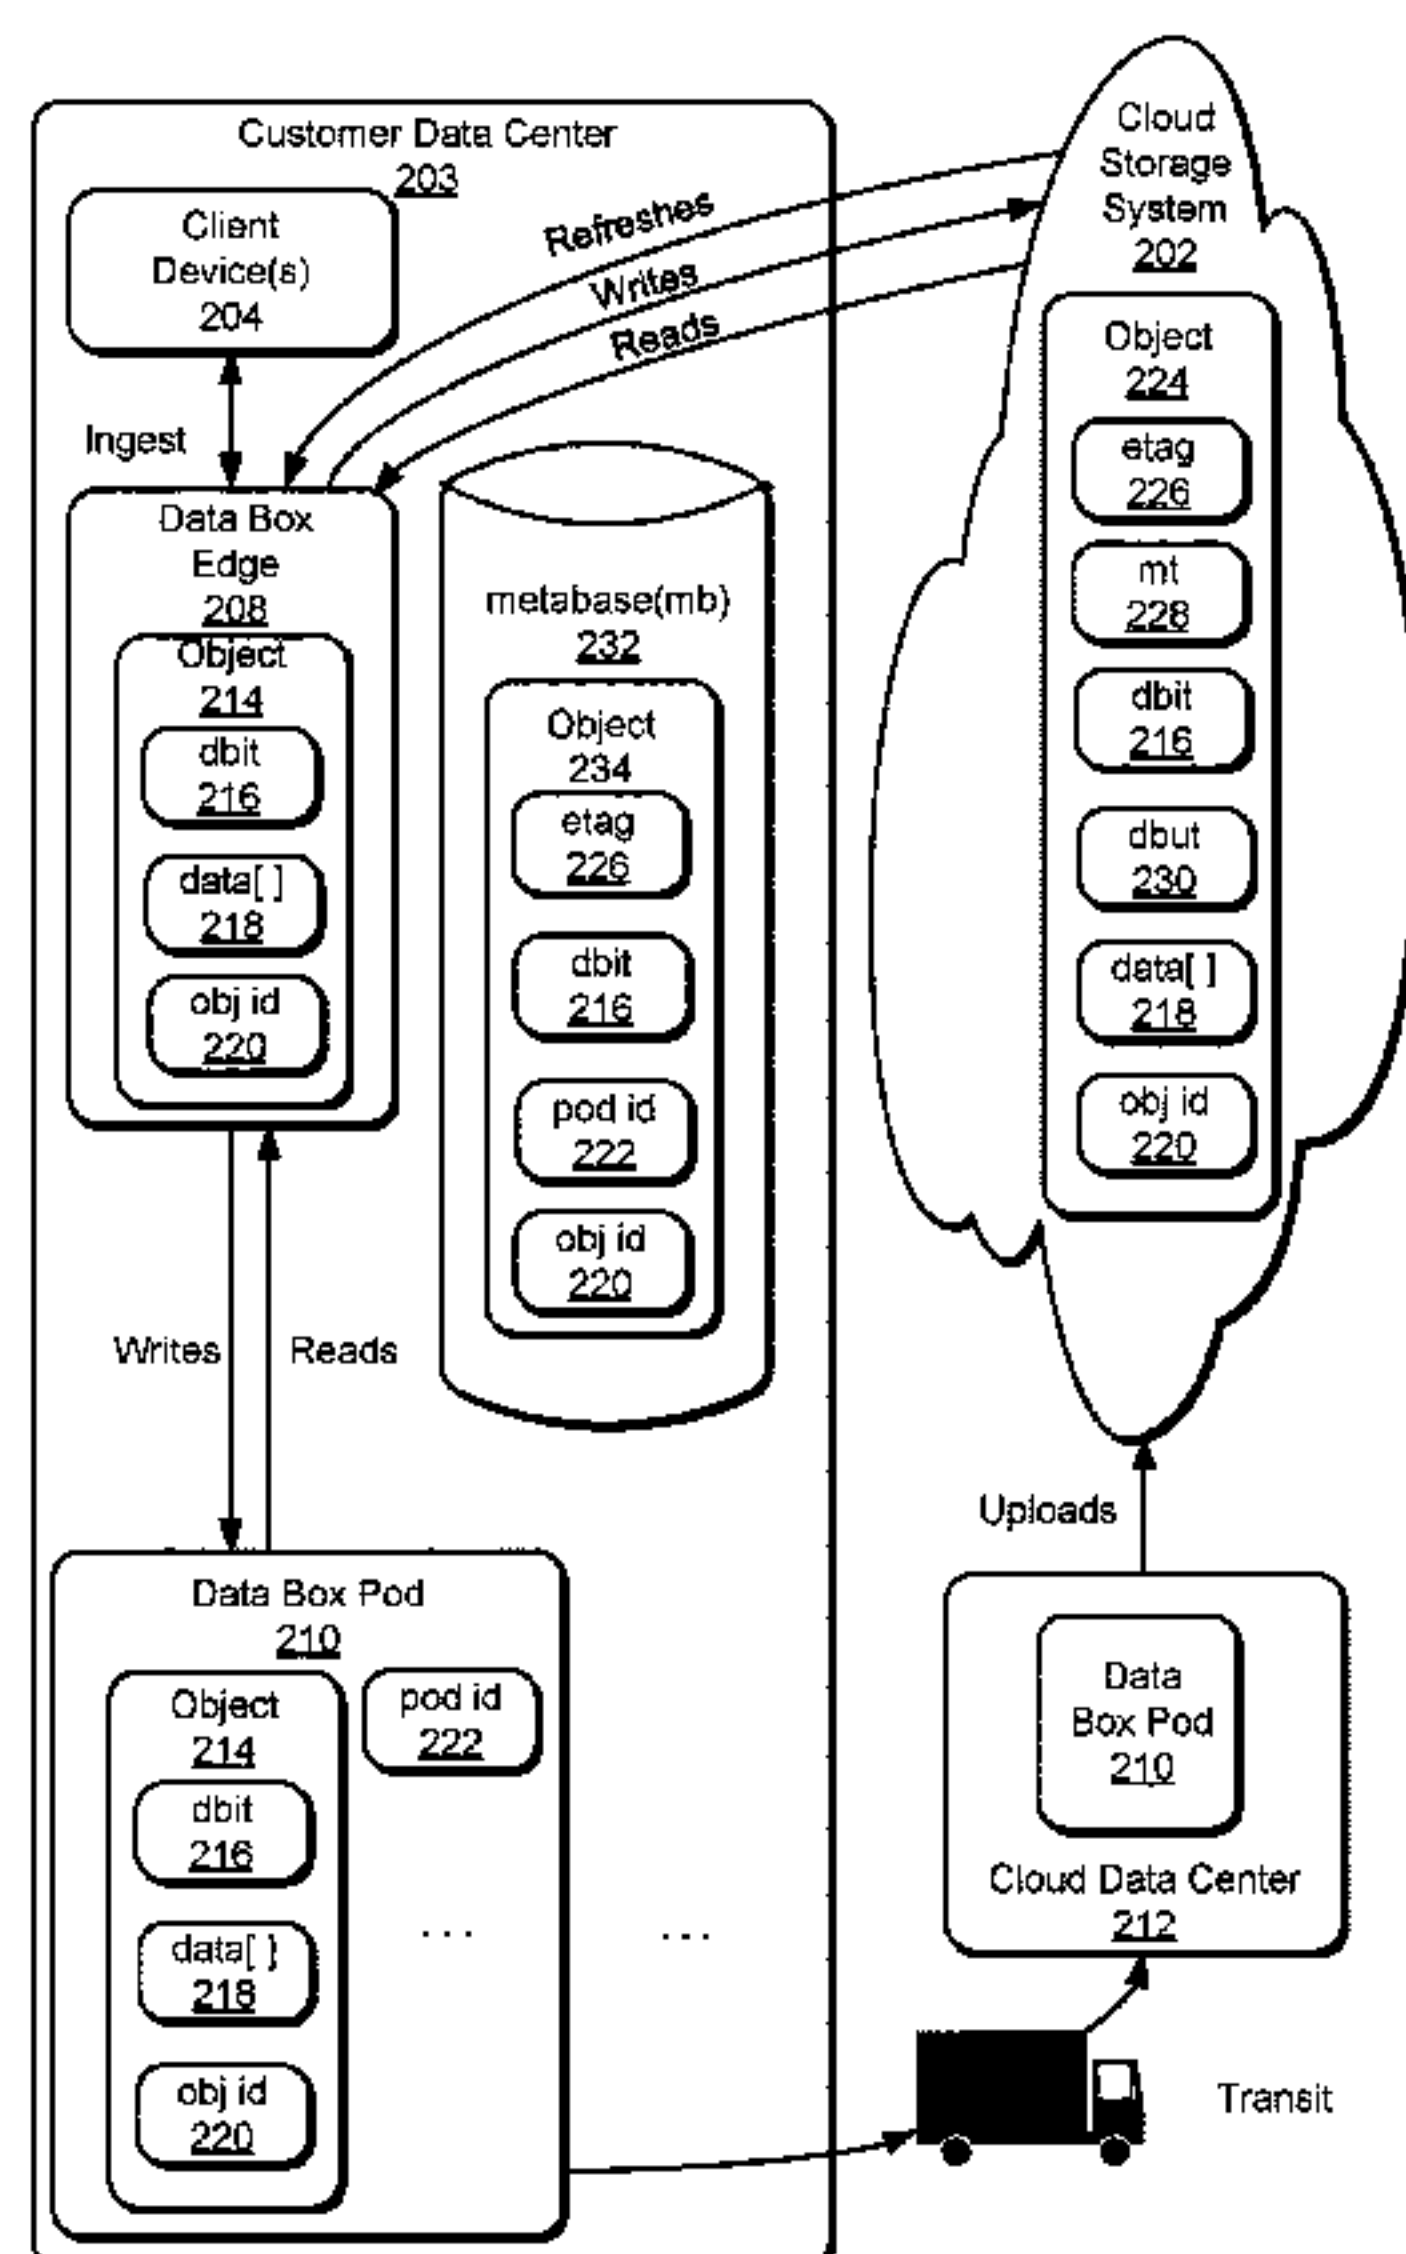 Customer Data Center
203
Client
Device(s)
204
Ingest
Refreshes
Writes
Reads
Data Box
Edge
208
Object
214
dbit
216
data[ ]
218
obj id
220
metabase(mb)
232
Object
234
etag
226
dbit
216
pod id
222
obj id
220
Cloud
Storage
System
202
Object
224
etag
226
mt
228
dbit
216
dbut
230
data[ ]
218
obj id
220
Writes
Reads
Data Box Pod
210
Object
214
dbit
216
data[ ]
218
obj id
220
pod id
222
...
...
Uploads
Data
Box Pod
210
Cloud Data Center
212
Transit